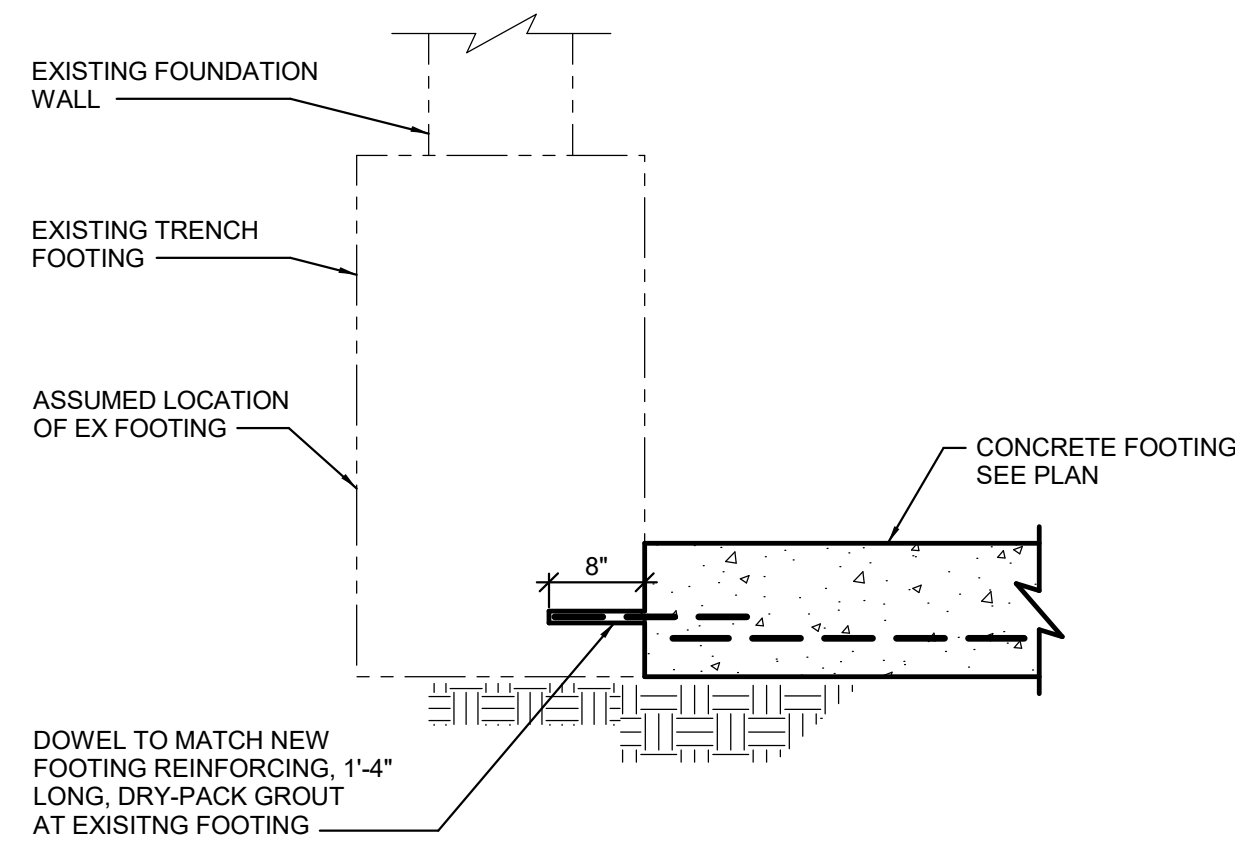 EXISTING FOUNDATION
WALL
EXISTING TRENCH
FOOTING
ASSUMED LOCATION
OF EX FOOTING
CONCRETE FOOTING
SEE PLAN
8"
DOWEL TO MATCH NEW
FOOTING REINFORCING, 1'-4"
LONG, DRY-PACK GROUT
AT EXISITNG FOOTING